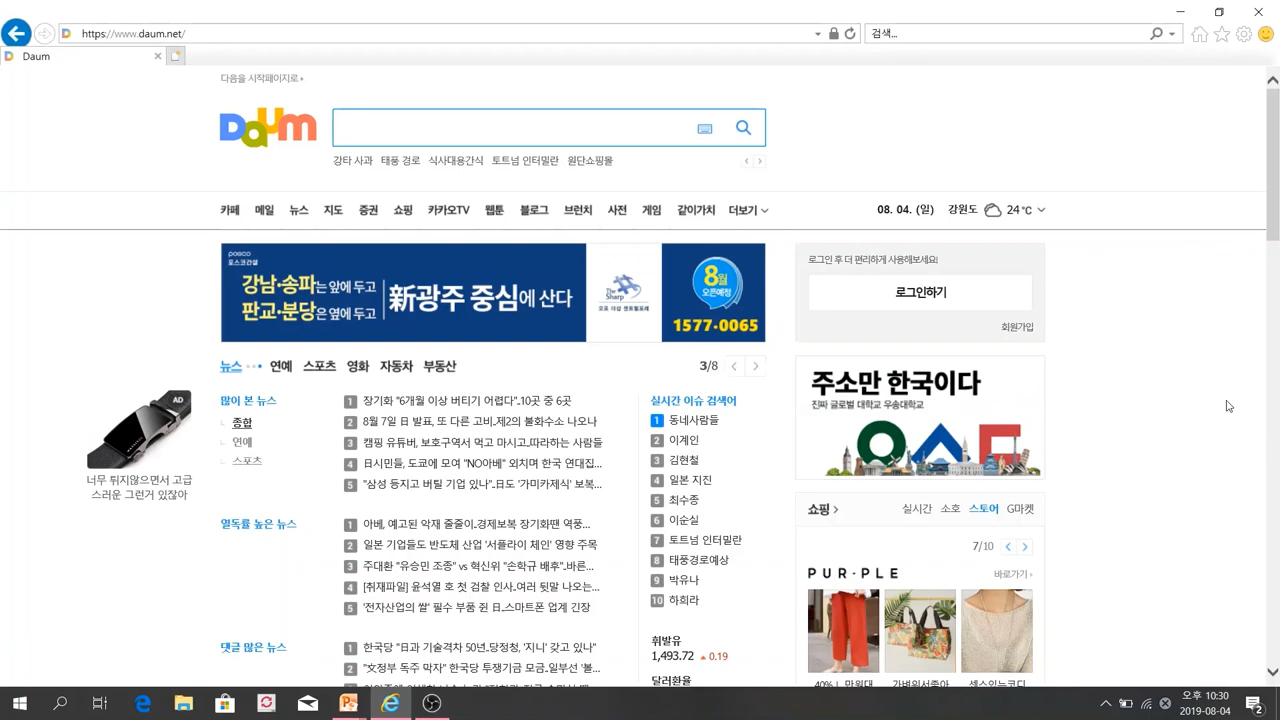 https://www.daum.net/
검색...
Daum
다음을 시작페이지로
Daum
강타 사과 태풍 경로 식사대용간식 토트넘 인터밀란 원단쇼핑몰
카페 메일 뉴스 지도 증권 쇼핑 카카오TV 웹툰 블로그 브런치 사전 게임 같이가치 더보기
08. 04. (일) 강원도 24℃
posco
포스코건설
강남·송파는 앞에 두고
판교·분당은 옆에 두고
新광주 중심에 산다
The Sharp
8월
오픈예정
1577·0065
로그인 후 더 편리하게 사용해보세요!
로그인하기
회원가입
뉴스 연예 스포츠 영화 자동차 부동산
3/8
많이 본 뉴스
종합
연예
스포츠
1 장기화 "6개월 이상 버티기 어렵다"..10곳 중 6곳
2 8월 7일 日 발표, 또 다른 고비..제2의 불화수소 나오나
3 캠핑 유튜버, 보호구역서 먹고 마시고..따라하는 사람들
4 日시민들, 도쿄에 모여 "NO아베" 외치며 한국 연대집...
5 "삼성 등지고 버틸 기업 있나"..日도 '가미카제식' 보복...
열독률 높은 뉴스
1 아베, 예고된 악재 줄줄이..경제보복 장기화땐 역풍...
2 일본 기업들도 반도체 산업 '서플라이 체인' 영향 주목
3 주대환 "유승민 조종" vs 혁신위 "손학규 배후"..바른...
4 [취재파일] 윤석열 호 첫 검찰 인사..여러 뒷말 나오는...
5 '전자산업의 쌀' 필수 부품 쥔 日..스마트폰 업계 긴장
댓글 많은 뉴스
1 한국당 "日과 기술격차 50년..당정청, '지니' 갖고 있나"
2 "文정부 독주 막자" 한국당 투쟁기금 모금..일부선 '볼...
실시간 이슈 검색어
1 동네사람들
2 이계인
3 김현철
4 일본 지진
5 최수종
6 이순실
7 토트넘 인터밀란
8 태풍경로예상
9 박유나
10 하희라
휘발유
1,493.72 ▲ 0.19
달러환율
AD
너무 튀지않으면서 고급
스러운 그런거 있잖아
주소만 한국이다
진짜 글로벌 대학교 우송대학교
쇼핑 실시간 소호 스토어 G마켓
7/10
PUR·PLE 바로가기
40%↓ 만원대 가벼워서좋아 센스있는코디
오후 10:30
2019-08-04
2